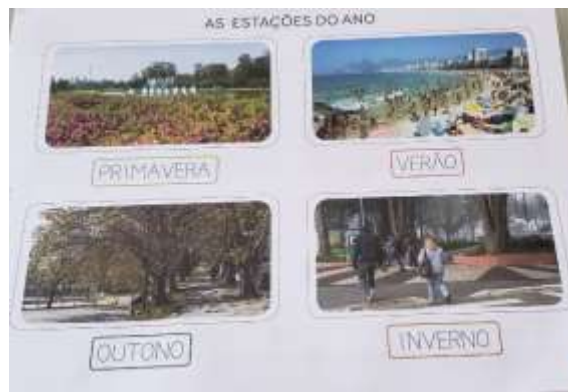 AS ESTAÇÕES DO ANO
PRIMAVERA
VERÃO
OUTONO
INVERNO